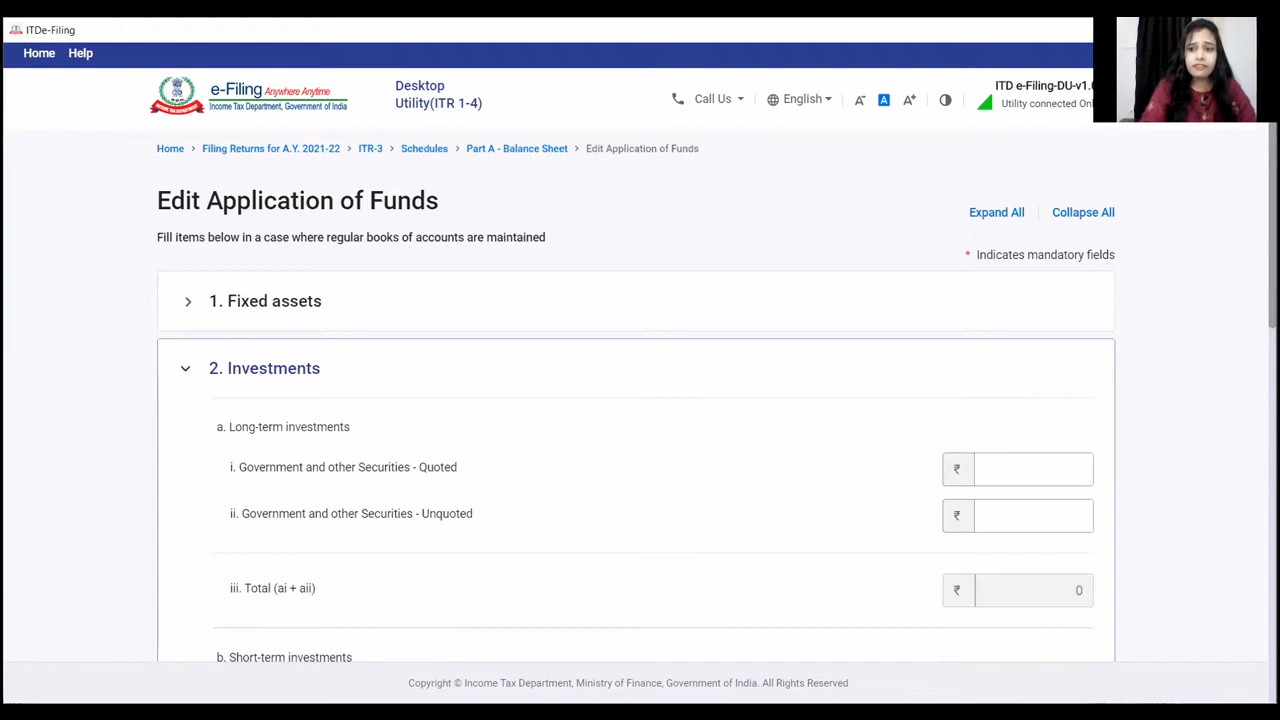 ITDe-Filing
Home Help
e-Filing Anywhere Anytime
Income Tax Department, Government of India
Desktop
Utility(ITR 1-4)
Call Us
English
A-
A
A+
ITD e-Filing-DU-v1.
Utility connected Onl
Home > Filing Returns for A.Y. 2021-22 > ITR-3 > Schedules > Part A - Balance Sheet > Edit Application of Funds
Edit Application of Funds
Expand All Collapse All
Fill items below in a case where regular books of accounts are maintained
* Indicates mandatory fields
1. Fixed assets
2. Investments
a. Long-term investments
i. Government and other Securities - Quoted ₹
ii. Government and other Securities - Unquoted ₹
iii. Total (ai + aii) ₹ 0
b. Short-term investments
Copyright © Income Tax Department, Ministry of Finance, Government of India. All Rights Reserved